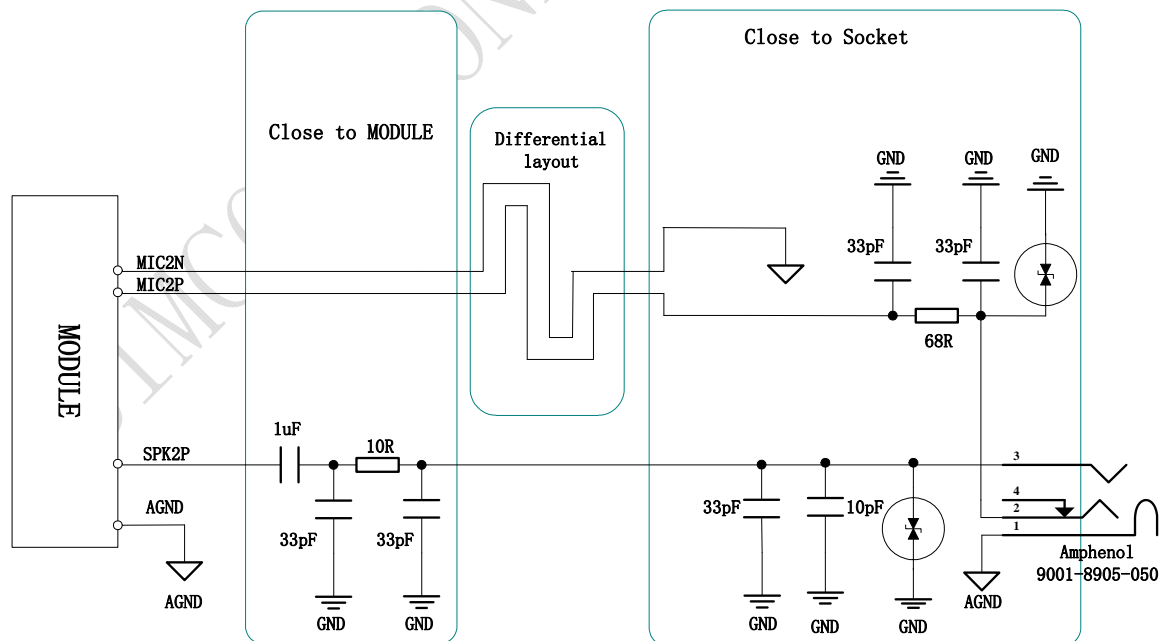 Close to Socket
Close to MODULE
Differential
layout
GND
GND
GND
MIC2N
MIC2P
33pF
33pF
68R
MODULE
1uF
10R
SPK2P
AGND
33pF
33pF
33pF
10pF
3
4
2
1
Amphenol
9001-8905-050
AGND
AGND
GND
GND
GND
GND
GND